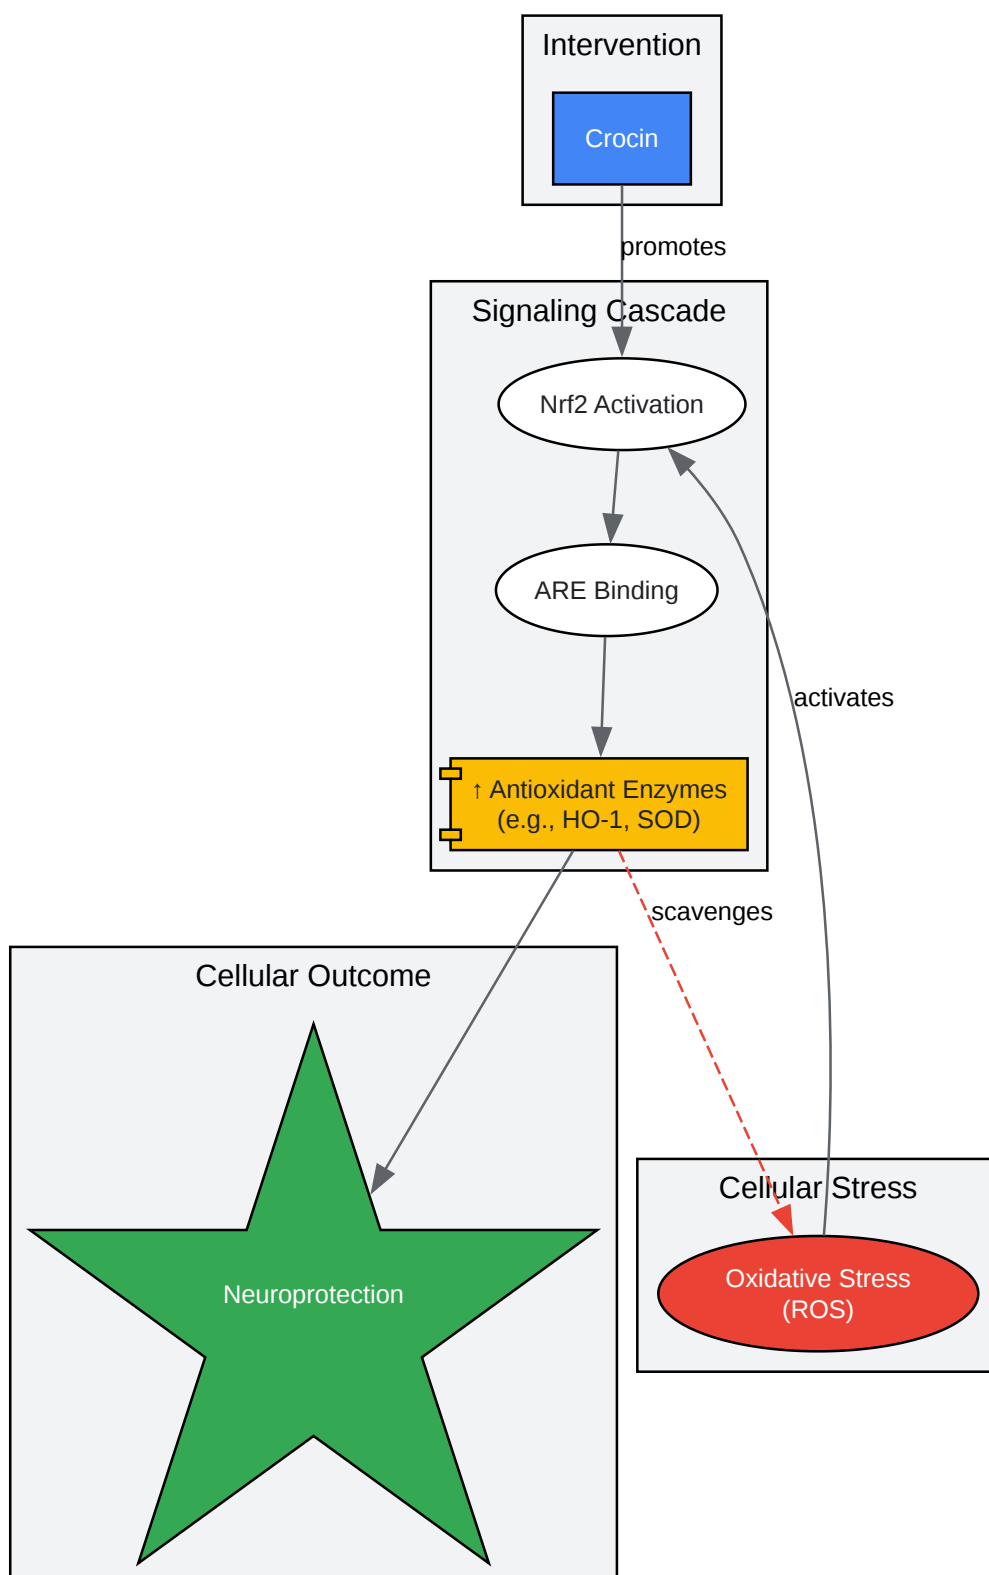 Intervention
Crocin
promotes
Signaling Cascade
Nrf2 Activation
ARE Binding
activates
↑ Antioxidant Enzymes
(e.g., HO-1, SOD)
scavenges
Cellular Outcome
Neuroprotection
Cellular Stress
Oxidative Stress
(ROS)